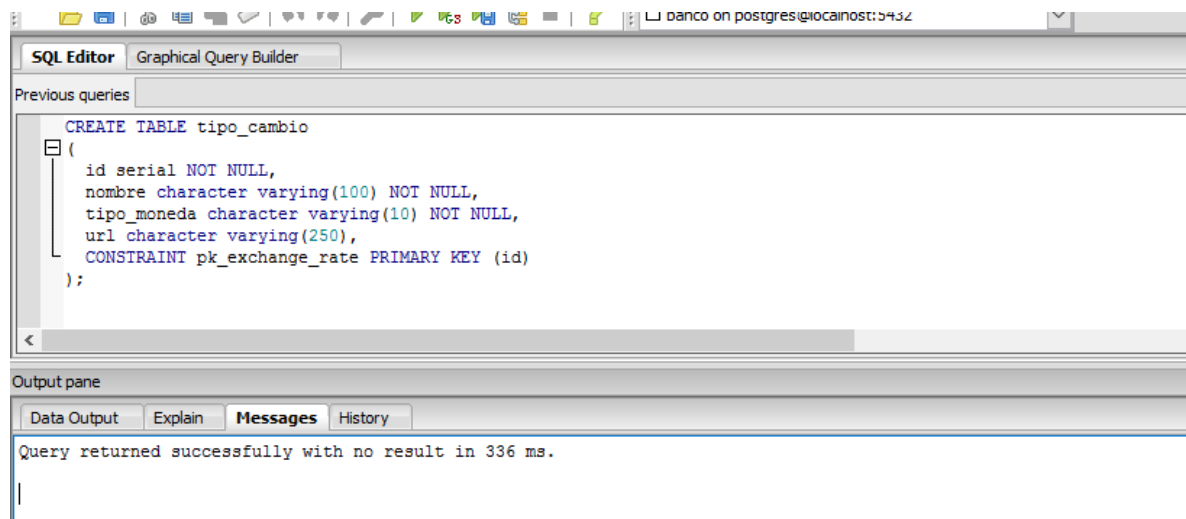 banco on postgres@localhost:5432
SQL Editor Graphical Query Builder
Previous queries
CREATE TABLE tipo_cambio
(
id serial NOT NULL,
nombre character varying(100) NOT NULL,
tipo_moneda character varying(10) NOT NULL,
url character varying(250),
CONSTRAINT pk_exchange_rate PRIMARY KEY (id)
);
Output pane
Data Output Explain Messages History
Query returned successfully with no result in 336 ms.